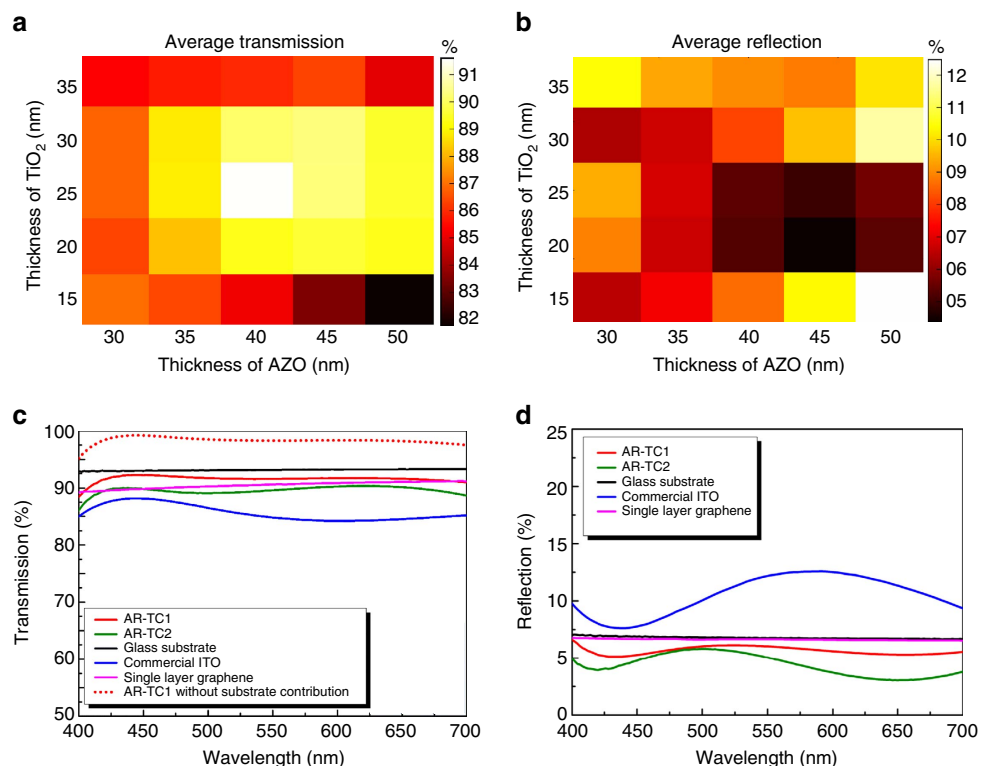 a
Average transmission
%
Thickness of TiO2 (nm)
35
30
25
20
15
30 35 40 45 50
Thickness of AZO (nm)
91
90
89
88
87
86
85
84
83
82
b
Average reflection
%
Thickness of TiO2 (nm)
35
30
25
20
15
30 35 40 45 50
Thickness of AZO (nm)
12
11
10
09
08
07
06
05
c
Transmission (%)
100
95
90
85
80
75
70
65
60
55
50
AR-TC1
AR-TC2
Glass substrate
Commercial ITO
Single layer graphene
AR-TC1 without substrate contribution
400 450 500 550 600 650 700
Wavelength (nm)
d
Reflection (%)
25
20
15
10
5
0
AR-TC1
AR-TC2
Glass substrate
Commercial ITO
Single layer graphene
400 450 500 550 600 650 700
Wavelength (nm)